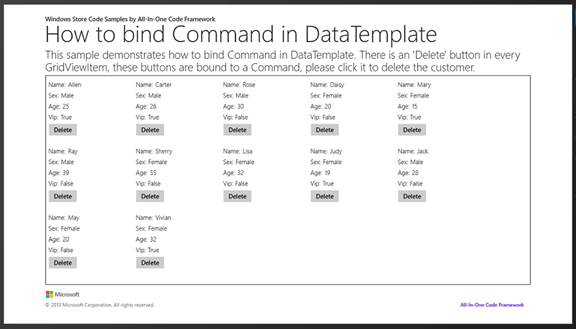 Windows Store Code Samples by All-In-One Code Framework
How to bind Command in DataTemplate
This sample demonstrates how to bind Command in DataTemplate. There is an 'Delete' button in every
GridViewItem, these buttons are bound to a Command, please click it to delete the customer.
Name: Allen Name: Carter Name: Rose Name: Daisy Name: Mary
Sex: Male Sex: Male Sex: Male Sex: Female Sex: Female
Age: 25 Age: 26 Age: 30 Age: 20 Age: 15
Vip: True Vip: True Vip: False Vip: False Vip: True
Delete Delete Delete Delete Delete
Name: Ray Name: Sherry Name: Lisa Name: Judy Name: Jack
Sex: Male Sex: Female Sex: Female Sex: Female Sex: Male
Age: 39 Age: 55 Age: 32 Age: 19 Age: 28
Vip: False Vip: False Vip: False Vip: True Vip: False
Delete Delete Delete Delete Delete
Name: May Name: Vivian
Sex: Female Sex: Female
Age: 20 Age: 32
Vip: False Vip: True
Delete Delete
Microsoft
© 2013 Microsoft Corporation. All rights reserved. All-In-One Code Framework